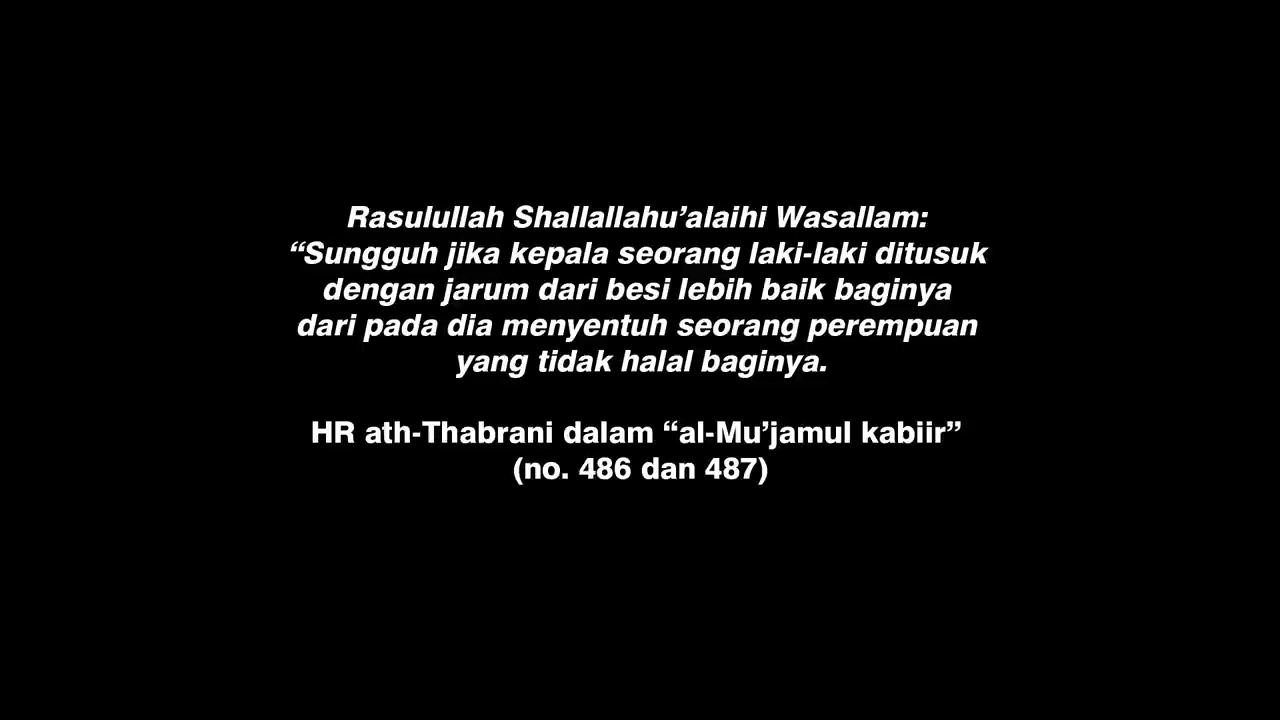 Rasulullah Shallallahu’alaihi Wasallam:
“Sungguh jika kepala seorang laki-laki ditusuk
dengan jarum dari besi lebih baik baginya
dari pada dia menyentuh seorang perempuan
yang tidak halal baginya.
HR ath-Thabrani dalam “al-Mu’jamul kabiir”
(no. 486 dan 487)